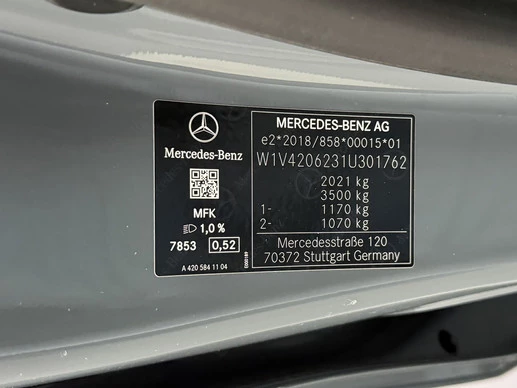 Mercedes-Benz
MFK
1,0 %
7853 0,52
A 420 584 11 04
MERCEDES-BENZ AG
e2*2018/858*00015*01
W1V4206231U301762
2021 kg
3500 kg
1- 1170 kg
2- 1070 kg
Mercedesstraße 120
70372 Stuttgart Germany